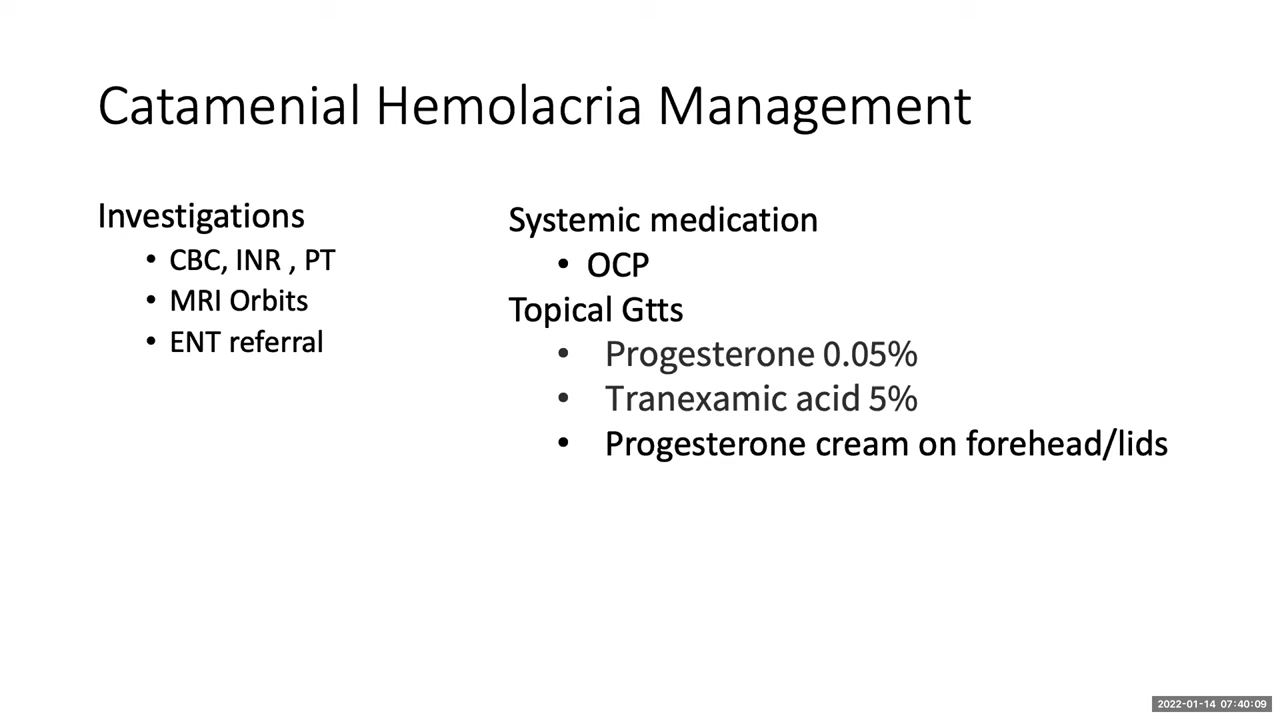 Catamenial Hemolacria Management
Investigations
• CBC, INR , PT
• MRI Orbits
• ENT referral
Systemic medication
• OCP
Topical Gtts
• Progesterone 0.05%
• Tranexamic acid 5%
• Progesterone cream on forehead/lids
2022-01-14 07:40:09